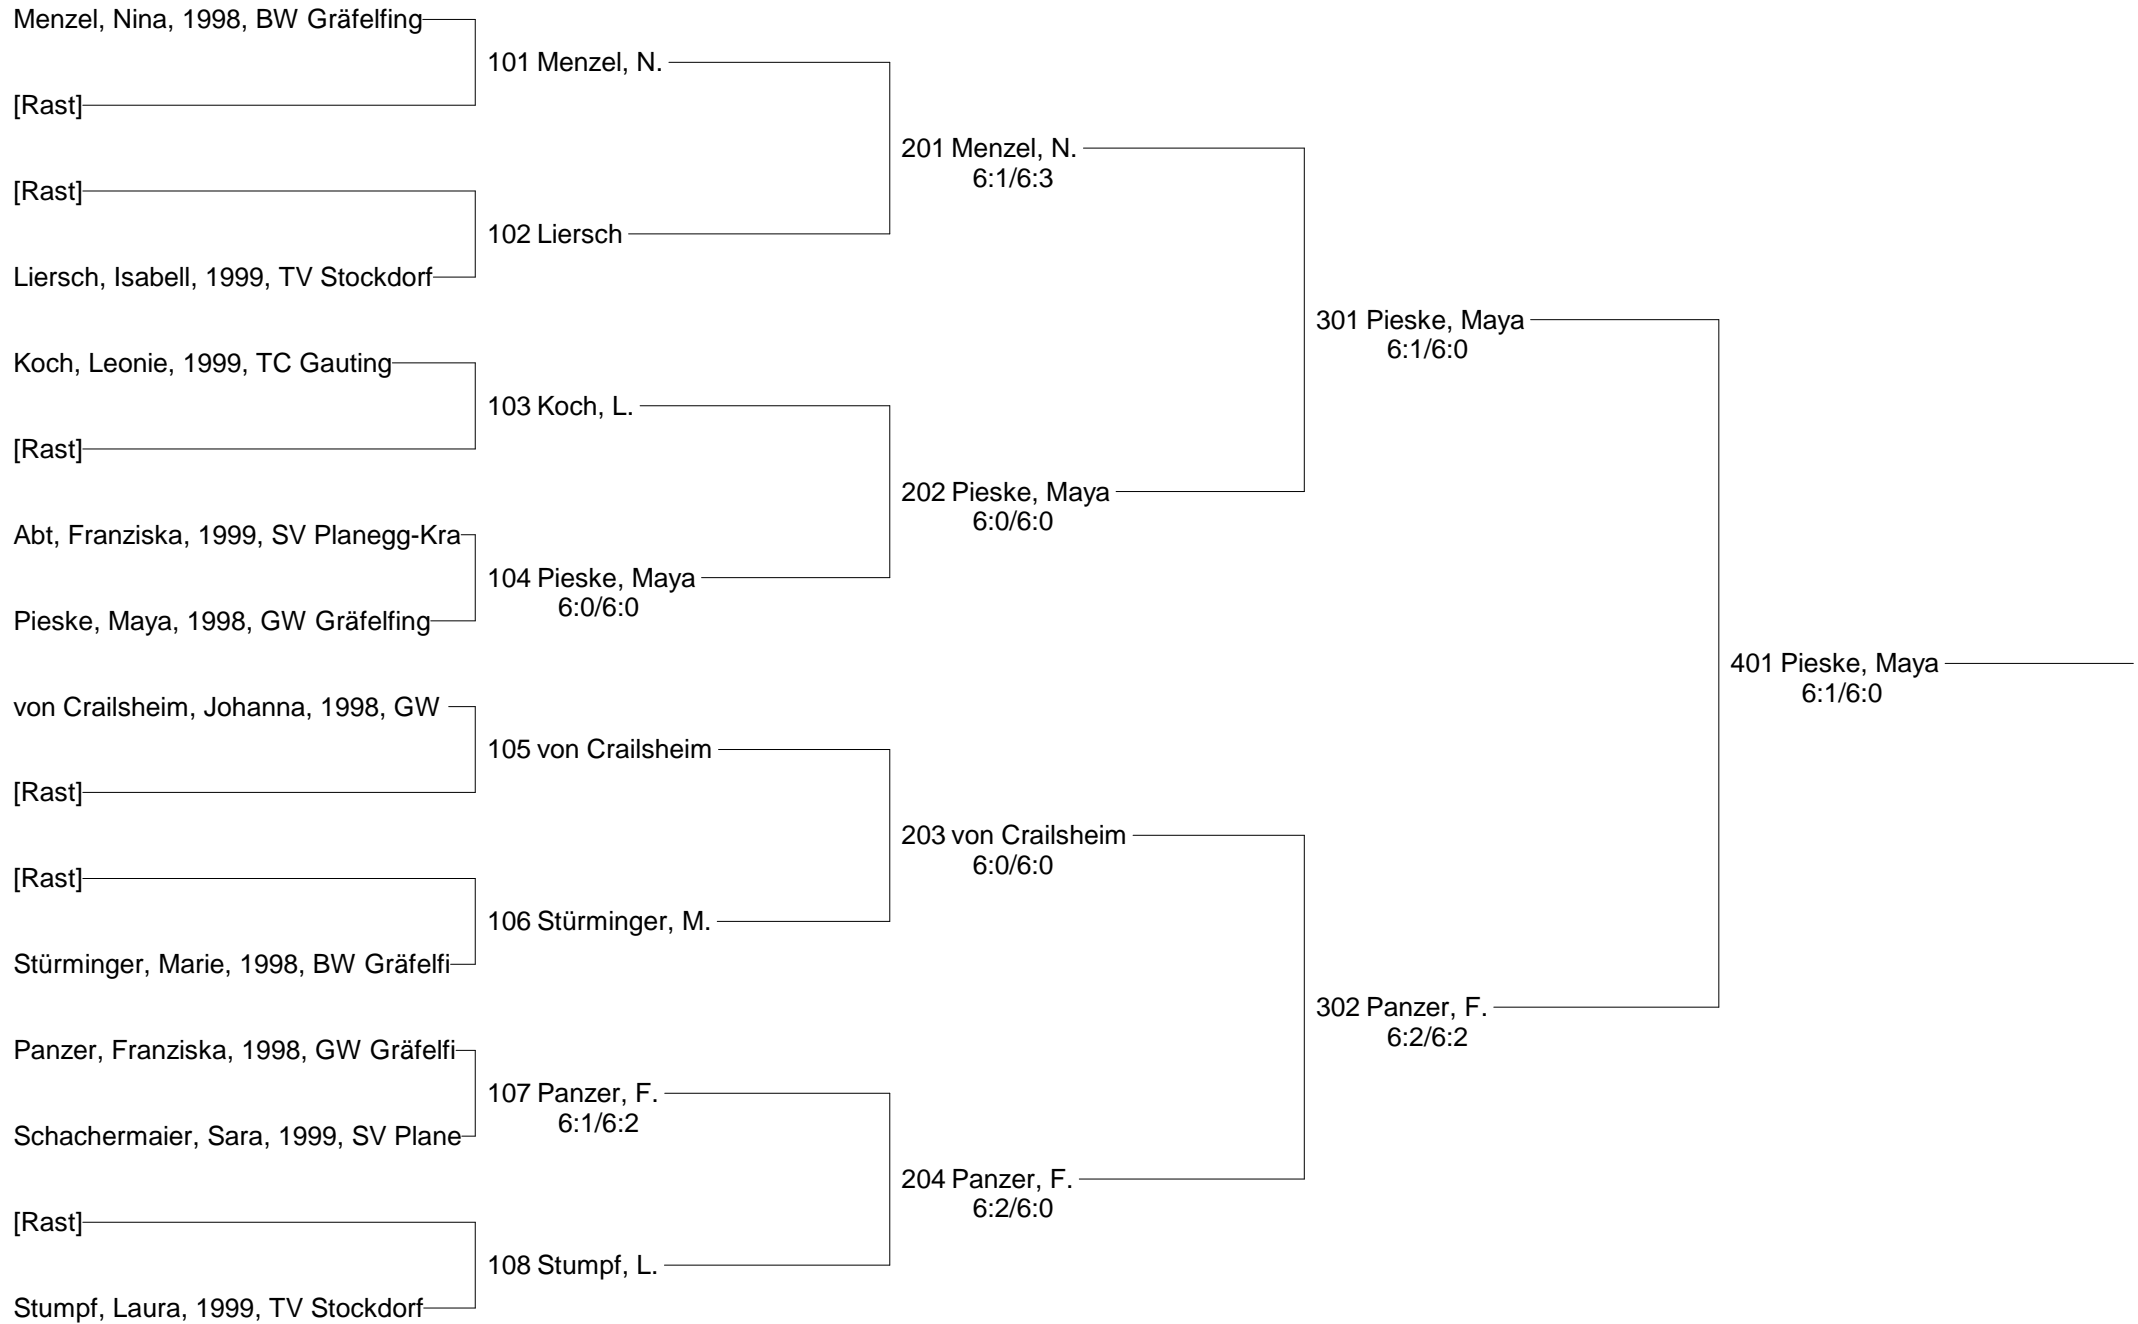 Menzel, Nina, 1998, BW Gräfelfing
101 Menzel, N.
[Rast]
201 Menzel, N.
6:1/6:3
[Rast]
102 Liersch
Liersch, Isabell, 1999, TV Stockdorf
301 Pieske, Maya
6:1/6:0
Koch, Leonie, 1999, TC Gauting
103 Koch, L.
[Rast]
202 Pieske, Maya
6:0/6:0
Abt, Franziska, 1999, SV Planegg-Kra
104 Pieske, Maya
6:0/6:0
Pieske, Maya, 1998, GW Gräfelfing
401 Pieske, Maya
6:1/6:0
von Crailsheim, Johanna, 1998, GW
105 von Crailsheim
[Rast]
203 von Crailsheim
6:0/6:0
[Rast]
106 Stürminger, M.
Stürminger, Marie, 1998, BW Gräfelfi
302 Panzer, F.
6:2/6:2
Panzer, Franziska, 1998, GW Gräfelfi
107 Panzer, F.
6:1/6:2
Schachermaier, Sara, 1999, SV Plane
204 Panzer, F.
6:2/6:0
[Rast]
108 Stumpf, L.
Stumpf, Laura, 1999, TV Stockdorf